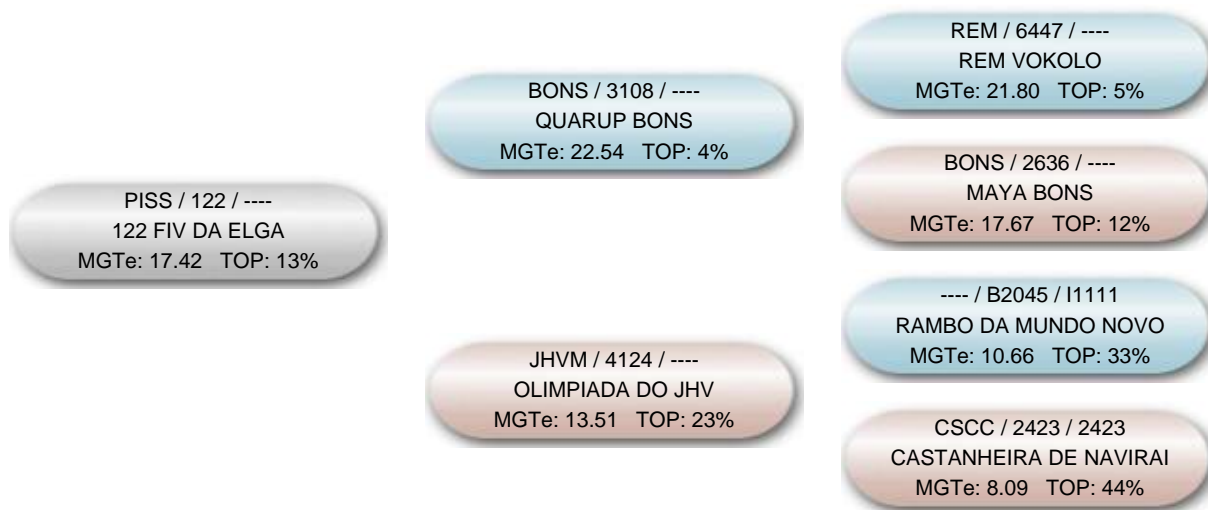 REM / 6447 / ----
REM VOKOLO
MGTe: 21.80 TOP: 5%
BONS / 3108 / ----
QUARUP BONS
MGTe: 22.54 TOP: 4%
BONS / 2636 / ----
MAYA BONS
MGTe: 17.67 TOP: 12%
PISS / 122 / ----
122 FIV DA ELGA
MGTe: 17.42 TOP: 13%
---- / B2045 / I1111
RAMBO DA MUNDO NOVO
MGTe: 10.66 TOP: 33%
JHVM / 4124 / ----
OLIMPIADA DO JHV
MGTe: 13.51 TOP: 23%
CSCC / 2423 / 2423
CASTANHEIRA DE NAVIRAI
MGTe: 8.09 TOP: 44%